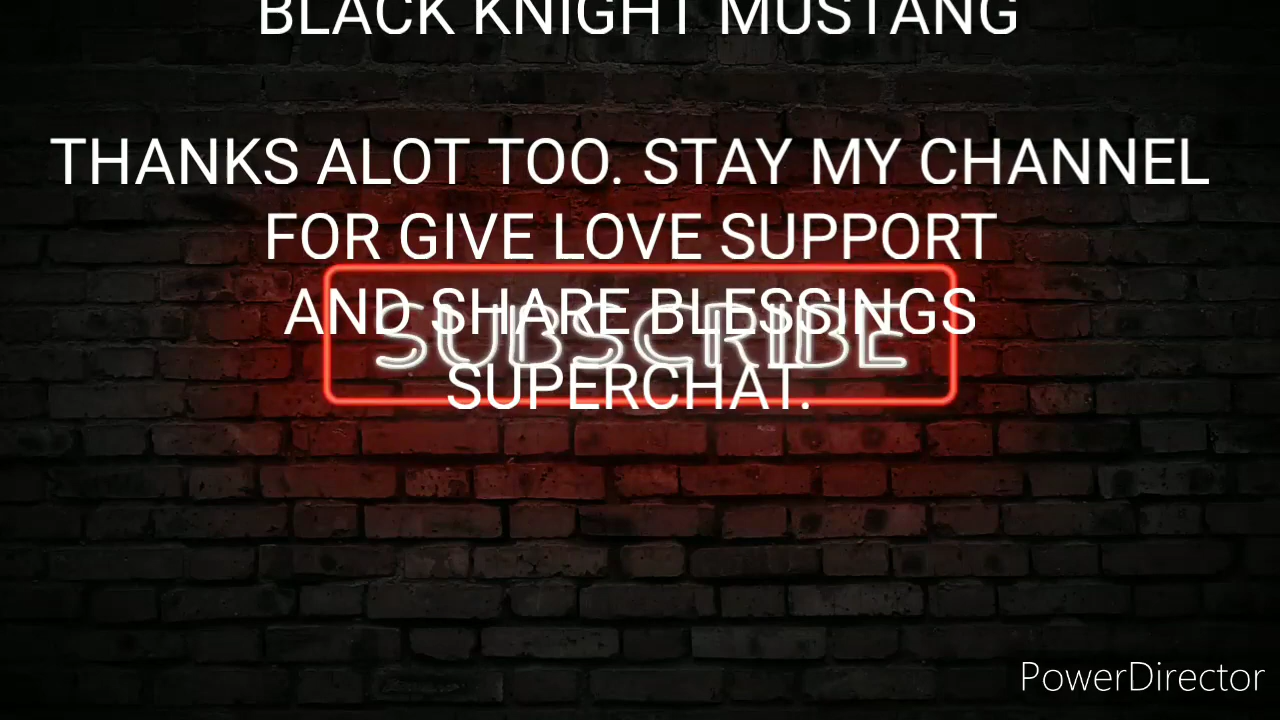 BLACK KNIGHT MUSTANG
THANKS ALOT TOO. STAY MY CHANNEL
FOR GIVE LOVE SUPPORT
AND SHARE BLESSINGS
SUBSCRIBE
SUPERCHAT.
PowerDirector